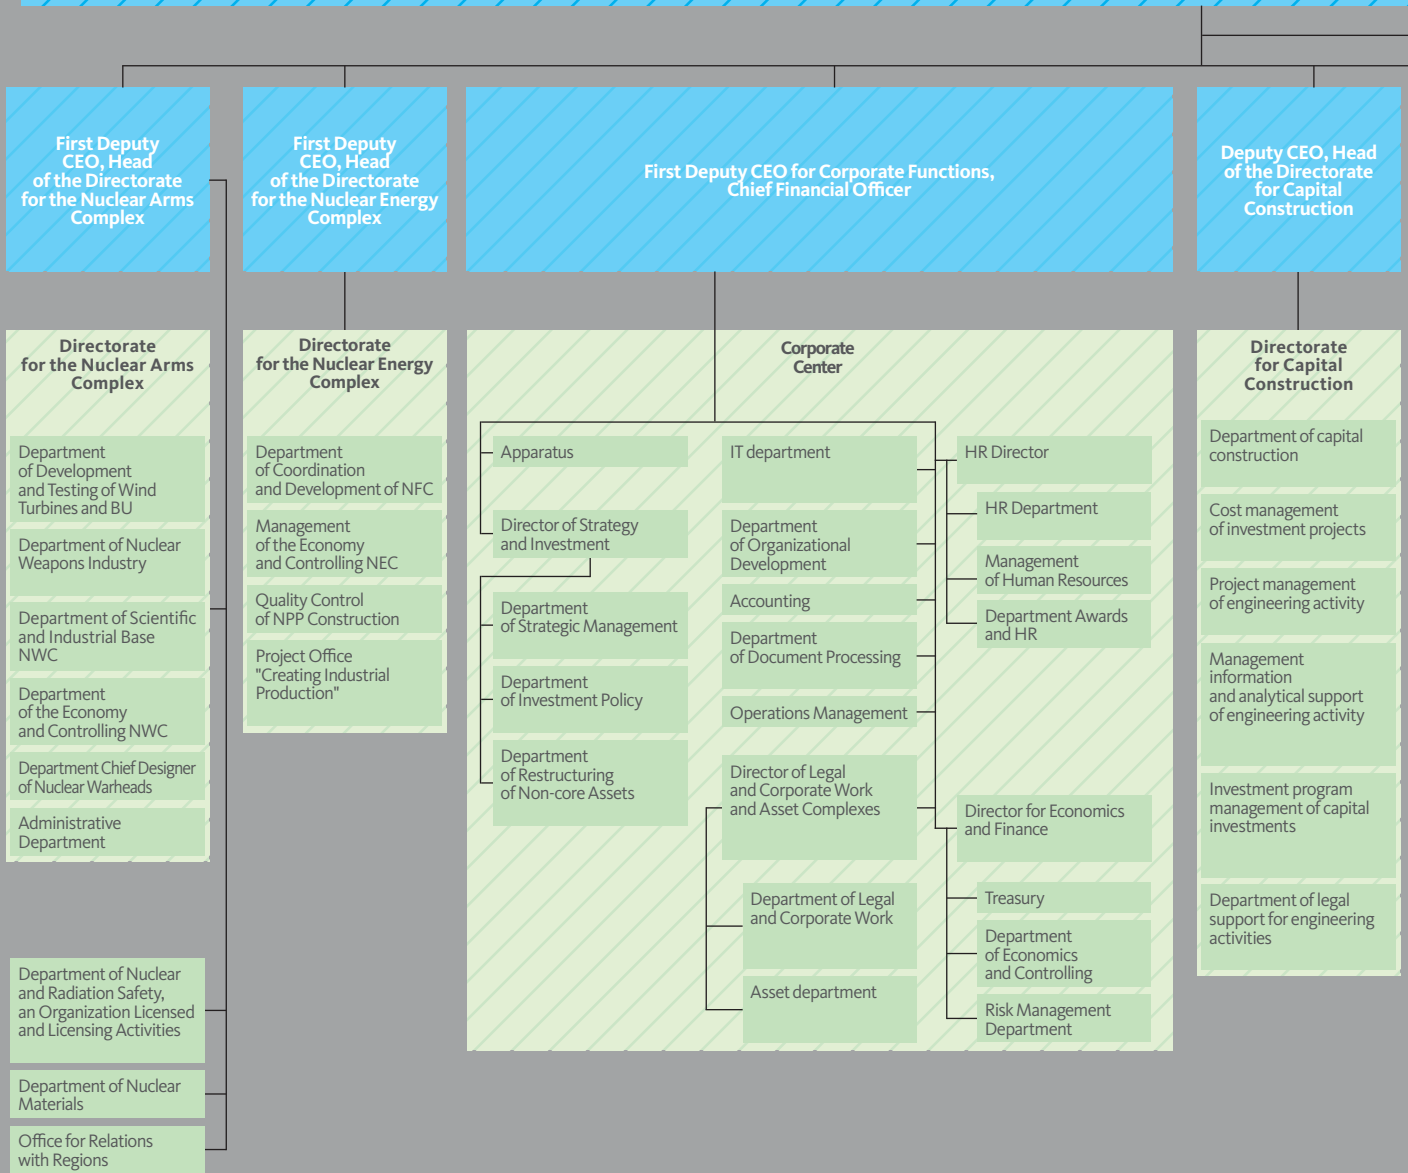 First Deputy
CEO, Head
of the Directorate
for the Nuclear Arms
Complex
First Deputy
CEO, Head
of the Directorate
for the Nuclear Energy
Complex
First Deputy CEO for Corporate Functions,
Chief Financial Officer
Deputy CEO, Head
of the Directorate
for Capital
Construction
Directorate
for the Nuclear Arms
Complex
Department
of Development
and Testing of Wind
Turbines and BU
Department of Nuclear
Weapons Industry
Department of Scientific
and Industrial Base
NWC
Department
of the Economy
and Controlling NWC
Department Chief Designer
of Nuclear Warheads
Administrative
Department
Department of Nuclear
and Radiation Safety,
an Organization Licensed
and Licensing Activities
Department of Nuclear
Materials
Office for Relations
with Regions
Directorate
for the Nuclear Energy
Complex
Department
of Coordination
and Development of NFC
Management
of the Economy
and Controlling NEC
Quality Control
of NPP Construction
Project Office
"Creating Industrial
Production"
Corporate
Center
Apparatus
Director of Strategy
and Investment
Department
of Strategic Management
Department
of Investment Policy
Department
of Restructuring
of Non-core Assets
IT department
Department
of Organizational
Development
Accounting
Department
of Document Processing
Operations Management
Director of Legal
and Corporate Work
and Asset Complexes
Department of Legal
and Corporate Work
Asset department
HR Director
HR Department
Management
of Human Resources
Department Awards
and HR
Director for Economics
and Finance
Treasury
Department
of Economics
and Controlling
Risk Management
Department
Directorate
for Capital
Construction
Department of capital
construction
Cost management
of investment projects
Project management
of engineering activity
Management
information
and analytical support
of engineering activity
Investment program
management of capital
investments
Department of legal
support for engineering
activities